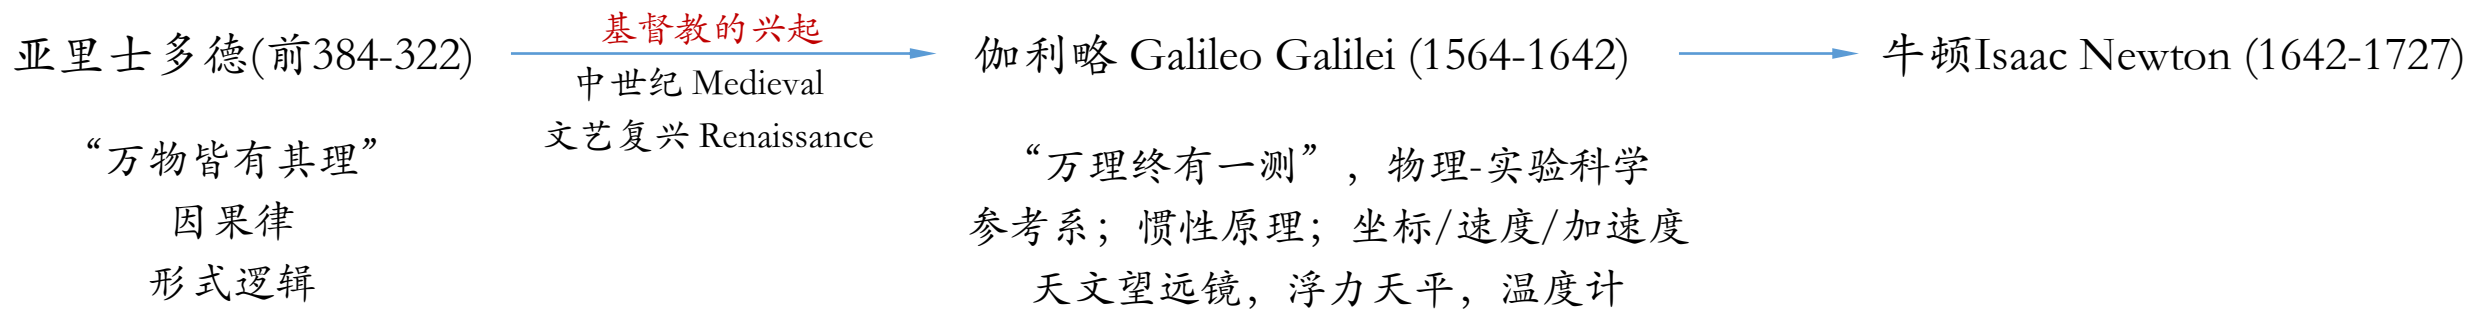 亚里士多德(前384-322)
基督教的兴起
中世纪 Medieval
文艺复兴 Renaissance
伽利略 Galileo Galilei (1564-1642)
牛顿Isaac Newton (1642-1727)
“万物皆有其理”
因果律
形式逻辑
“万理终有一测”，物理-实验科学
参考系；惯性原理；坐标/速度/加速度
天文望远镜，浮力天平，温度计